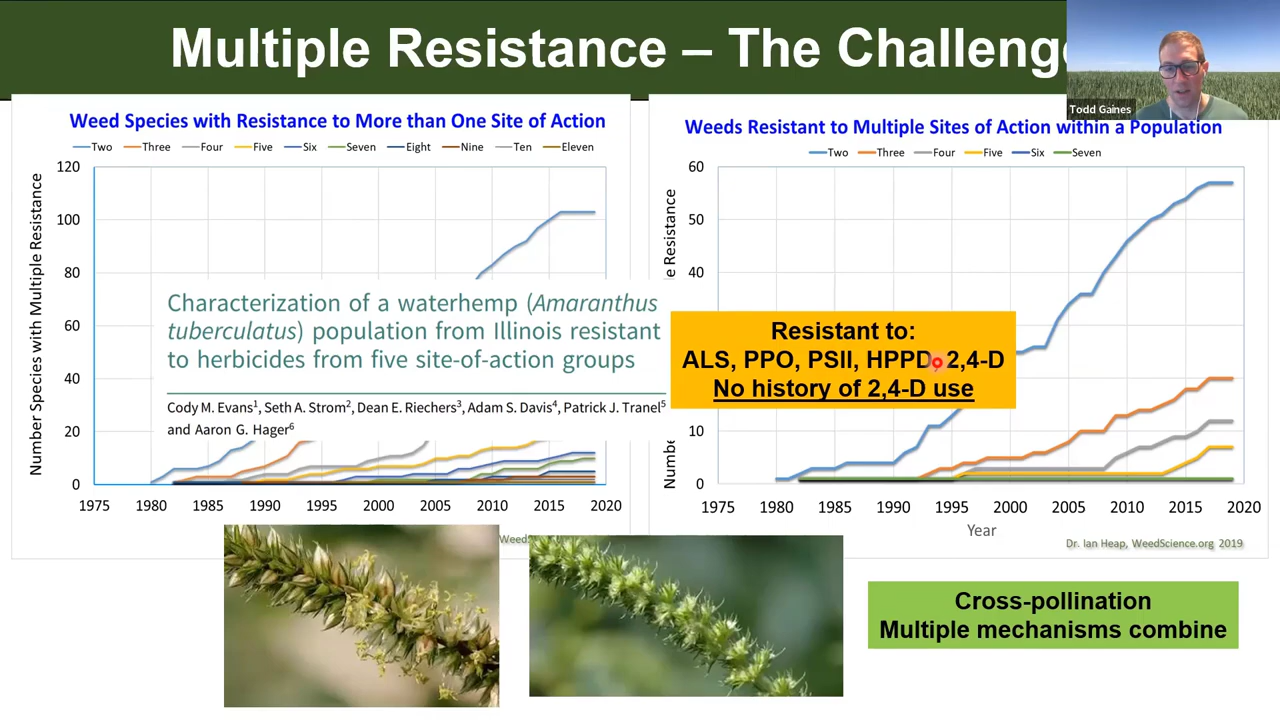 Multiple Resistance – The Challenge
Todd Gaines
Weed Species with Resistance to More than One Site of Action
Two Three Four Five Six Seven Eight Nine Ten Eleven
Number Species with Multiple Resistance
120
100
80
60
40
20
0
1975 1980 1985 1990 1995 2000 2005 2010 2015 2020
Characterization of a waterhemp (Amaranthus
tuberculatus) population from Illinois resistant
to herbicides from five site-of-action groups
Cody M. Evans1, Seth A. Strom2, Dean E. Riechers3, Adam S. Davis4, Patrick J. Tranel5
and Aaron G. Hager6
Weeds Resistant to Multiple Sites of Action within a Population
Two Three Four Five Six Seven
e Resistance
Numbe
60
50
40
10
0
1975 1980 1985 1990 1995 2000 2005 2010 2015 2020
Year
Dr. Ian Heap, WeedScience.org 2019
Resistant to:
ALS, PPO, PSII, HPPD, 2,4-D
No history of 2,4-D use
Cross-pollination
Multiple mechanisms combine